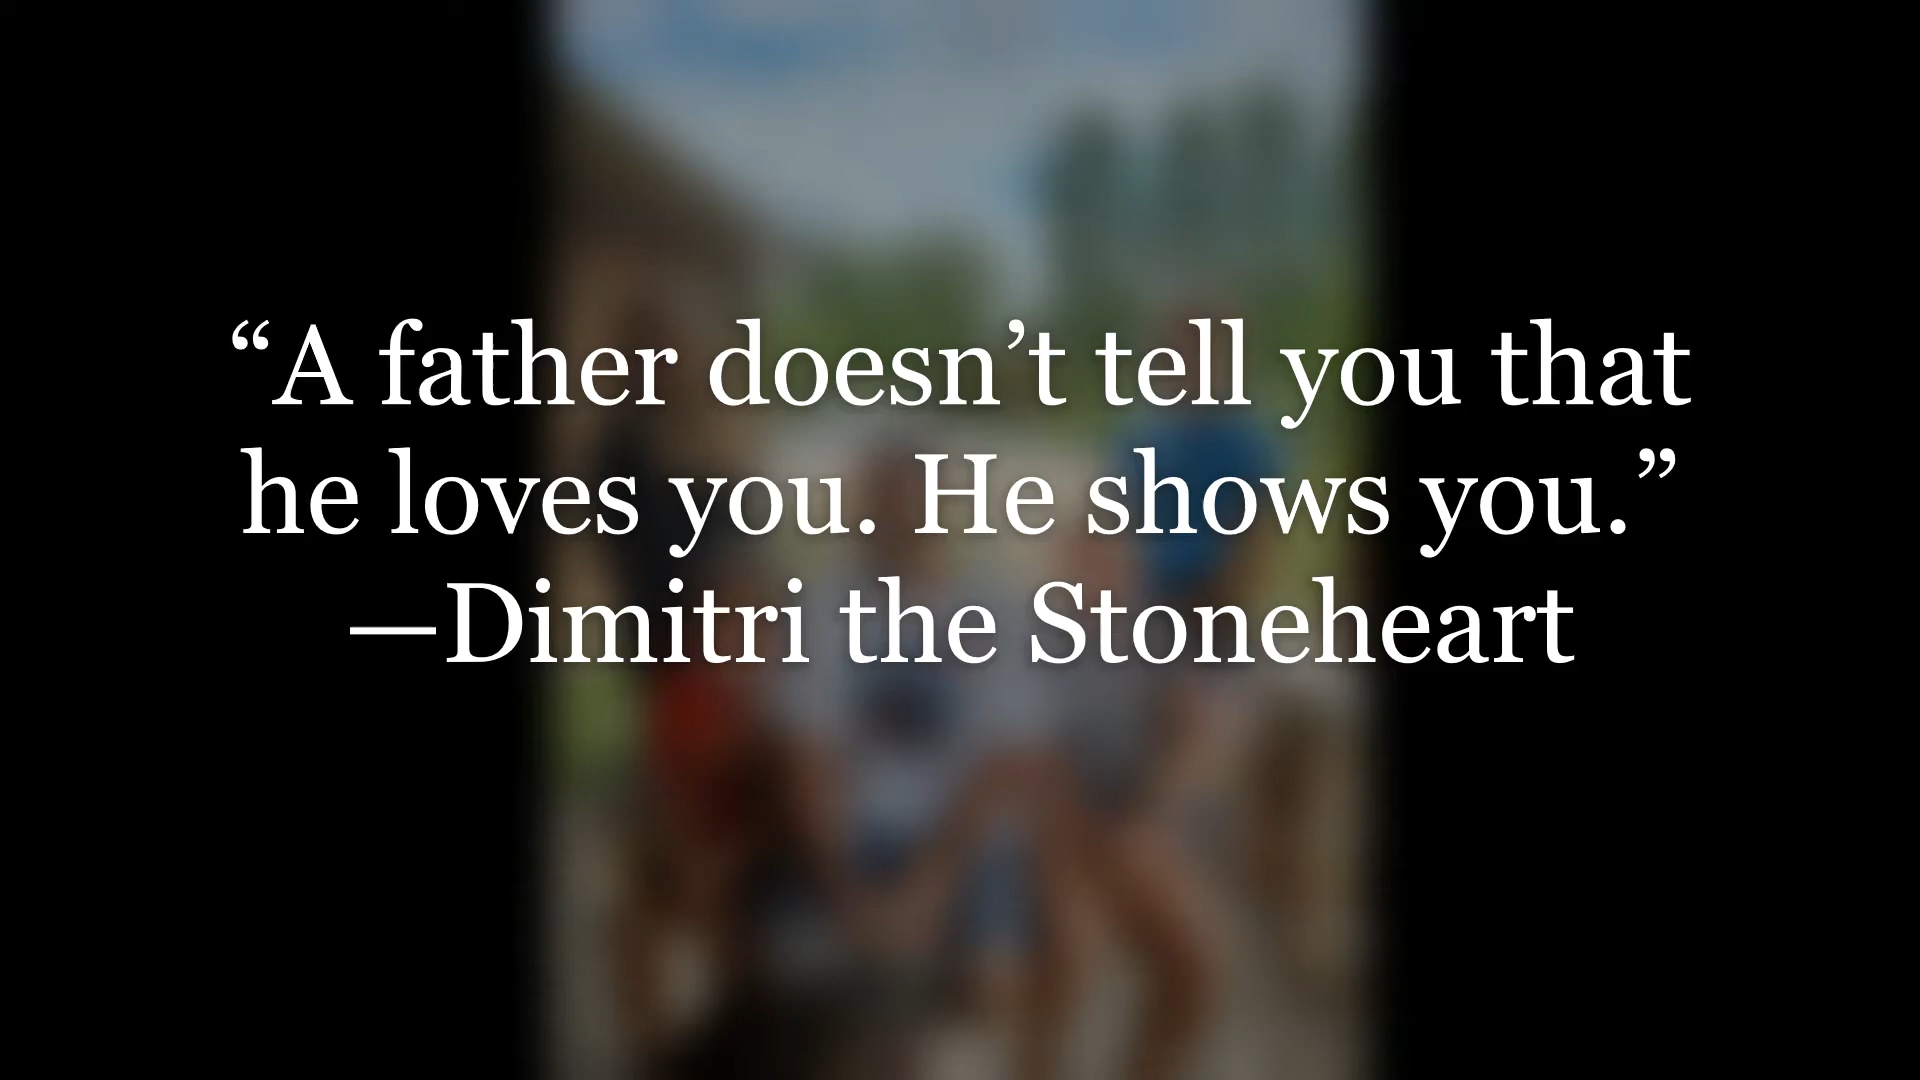 “A father doesn’t tell you that
he loves you. He shows you.”
—Dimitri the Stoneheart